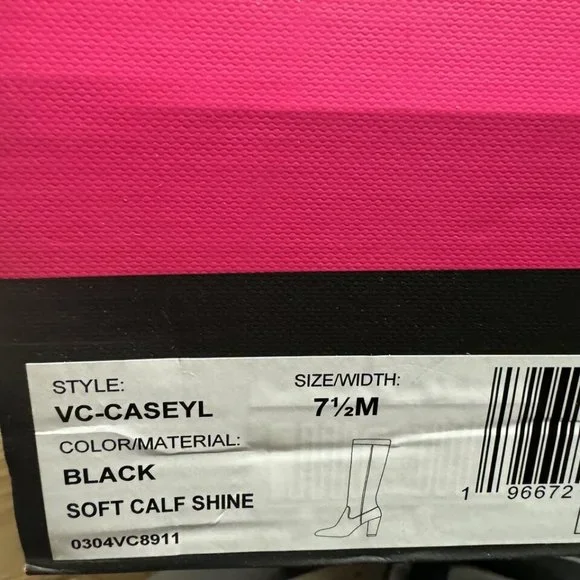 STYLE:
VC-CASEYL
COLOR/MATERIAL:
BLACK
SOFT CALF SHINE
0304VC8911
SIZE/WIDTH:
7½M
1 96672